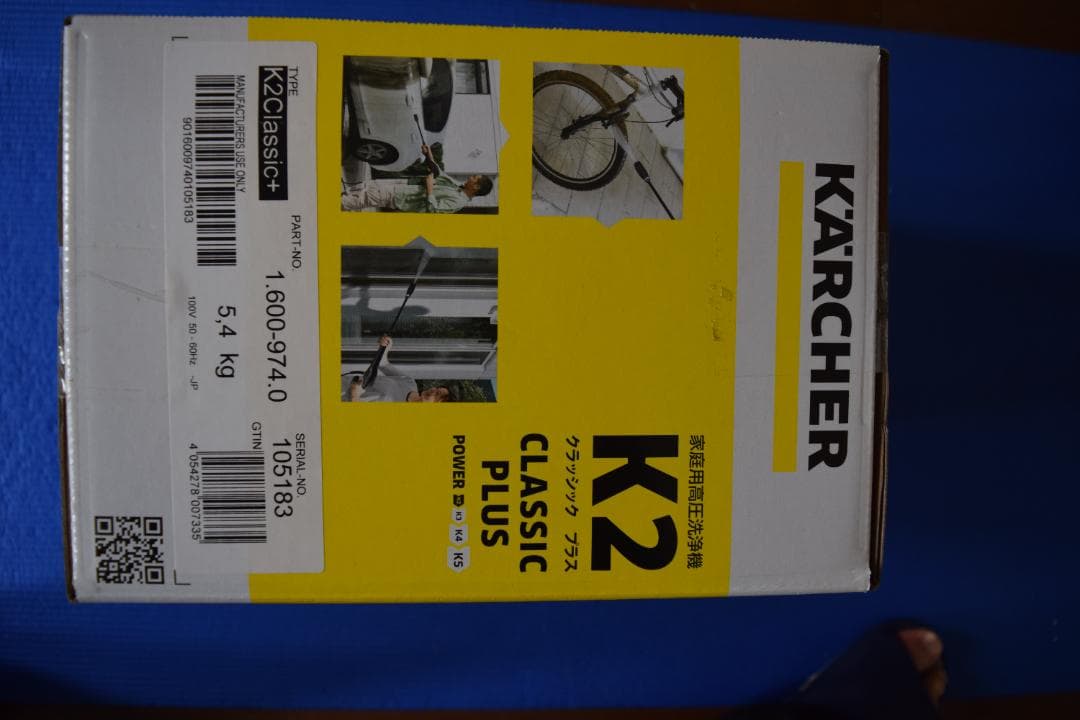 KÄRCHER
家庭用高圧洗浄機
K2
クラッシック プラス
CLASSIC
PLUS
POWER K3 K4 K5
TYPE
K2Classic+
PART-NO.
1.600-974.0
SERIAL-NO.
105183
MANUFACTURERS USE ONLY
9016009740105183
5,4 kg
100V 50 - 60Hz -JP
GTIN
4 054278 007335